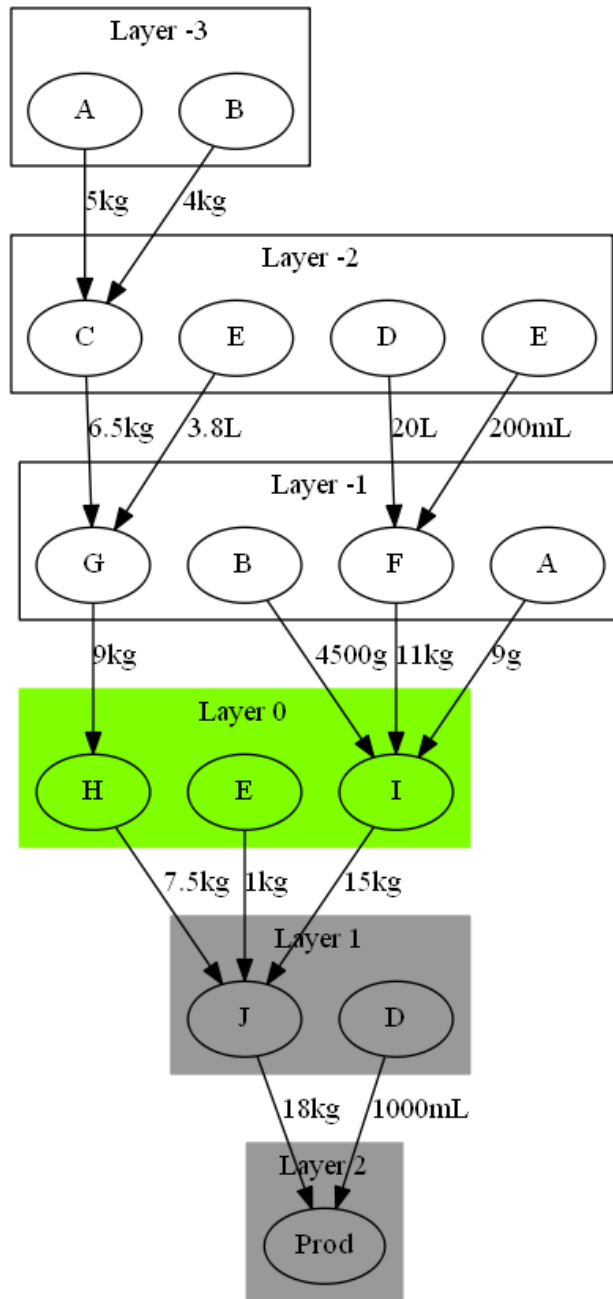 Layer -3
A B
5kg 4kg
Layer -2
C E D E
6.5kg 3.8L 20L 200mL
Layer -1
G B F A
9kg 4500g 11kg 9g
Layer 0
H E I
7.5kg 1kg 15kg
Layer 1
J D
18kg 1000mL
Layer 2
Prod